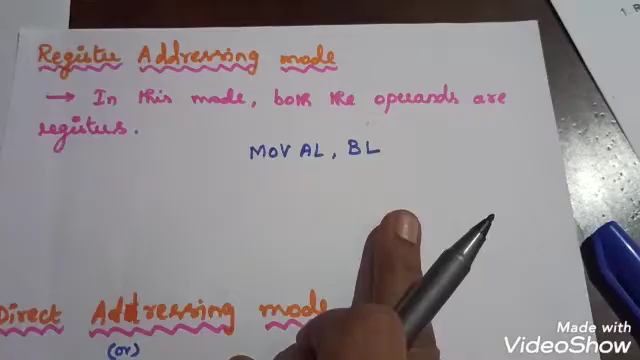 Register Addressing mode
→ In this mode, both the operands are
registers.
MOV AL, BL
Direct Addressing mode
(or)
Made with
VideoShow